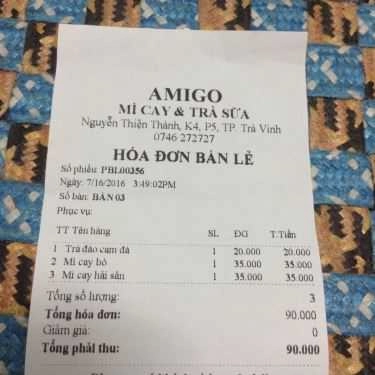 AMIGO
MÌ CAY & TRÀ SỮA
Nguyễn Thiện Thành, K4, P5, TP Trà Vinh
0746 272727
HÓA ĐƠN BÁN LẺ
Số phiếu: PBL00356
Ngày: 7/16/2016 3:49:02PM
Số bàn: BÀN 03
Phục vụ:
TT Tên hàng SL ĐG T.Tiền
1 Trà đào cam đá 1 20.000 20.000
2 Mì cay bò 1 35.000 35.000
3 Mì cay hải sản 1 35.000 35.000
Tổng số lượng: 3
Tổng hóa đơn: 90.000
Giảm giá: 0
Tổng phải thu: 90.000